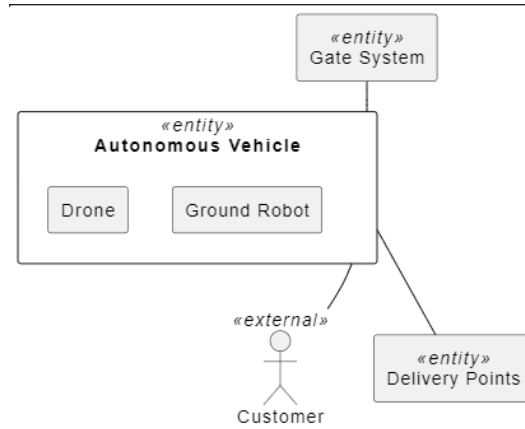 «entity»
Gate System
«entity»
Autonomous Vehicle
Drone
Ground Robot
«external»
Customer
«entity»
Delivery Points